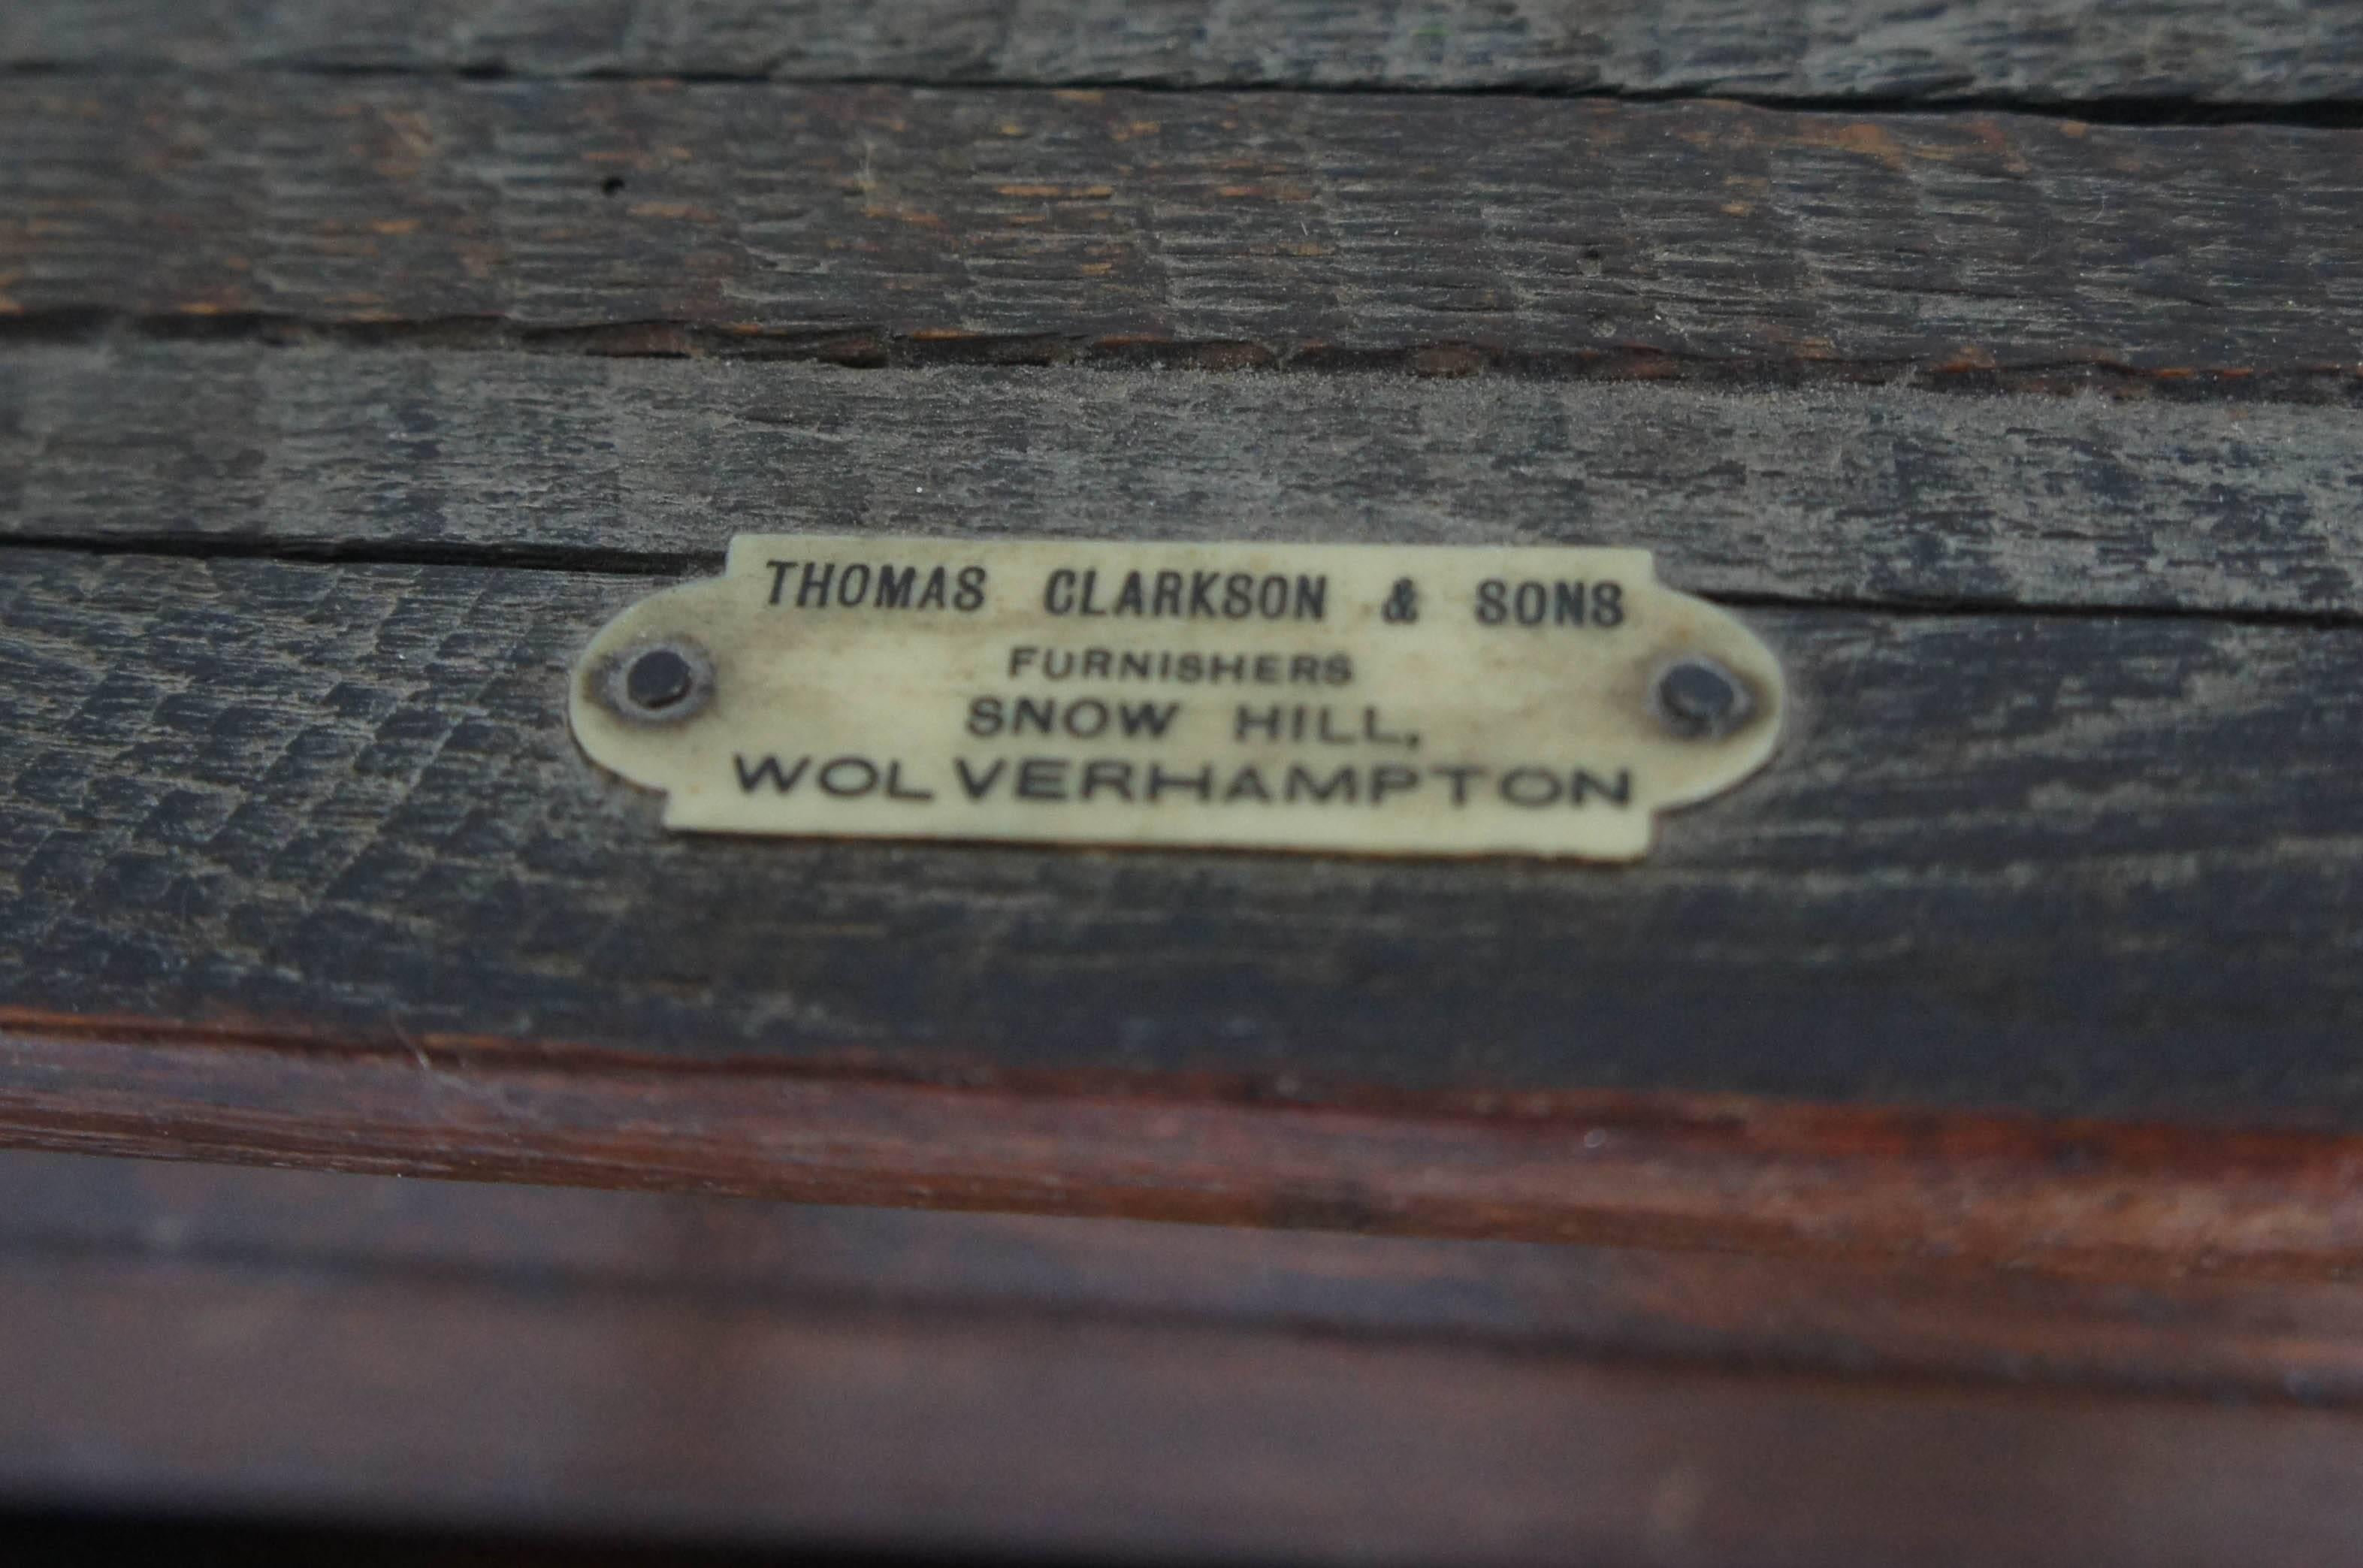 THOMAS CLARKSON & SONS
FURNISHERS
SNOW HILL,
WOLVERHAMPTON